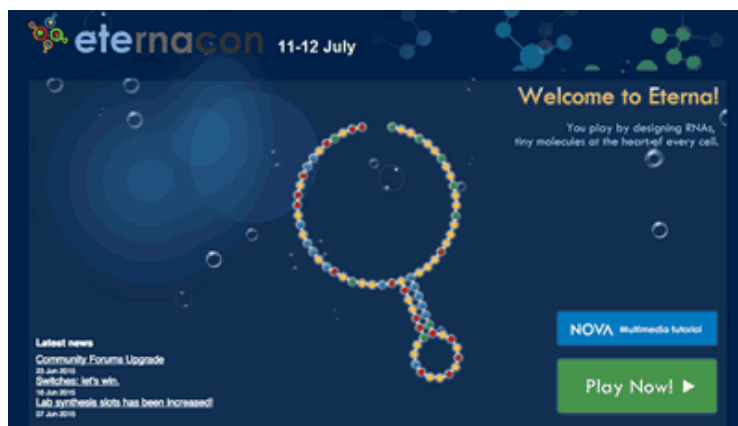 eternacon 11-12 July
Welcome to Eterna!
You play by designing RNAs,
tiny molecules at the heart of every cell.
Latest news
Community Forums Upgrade
23 Jun 2015
Switches: let's win.
16 Jun 2015
Lab synthesis slots has been increased!
07 Jun 2015
NOVA Multimedia tutorial
Play Now!